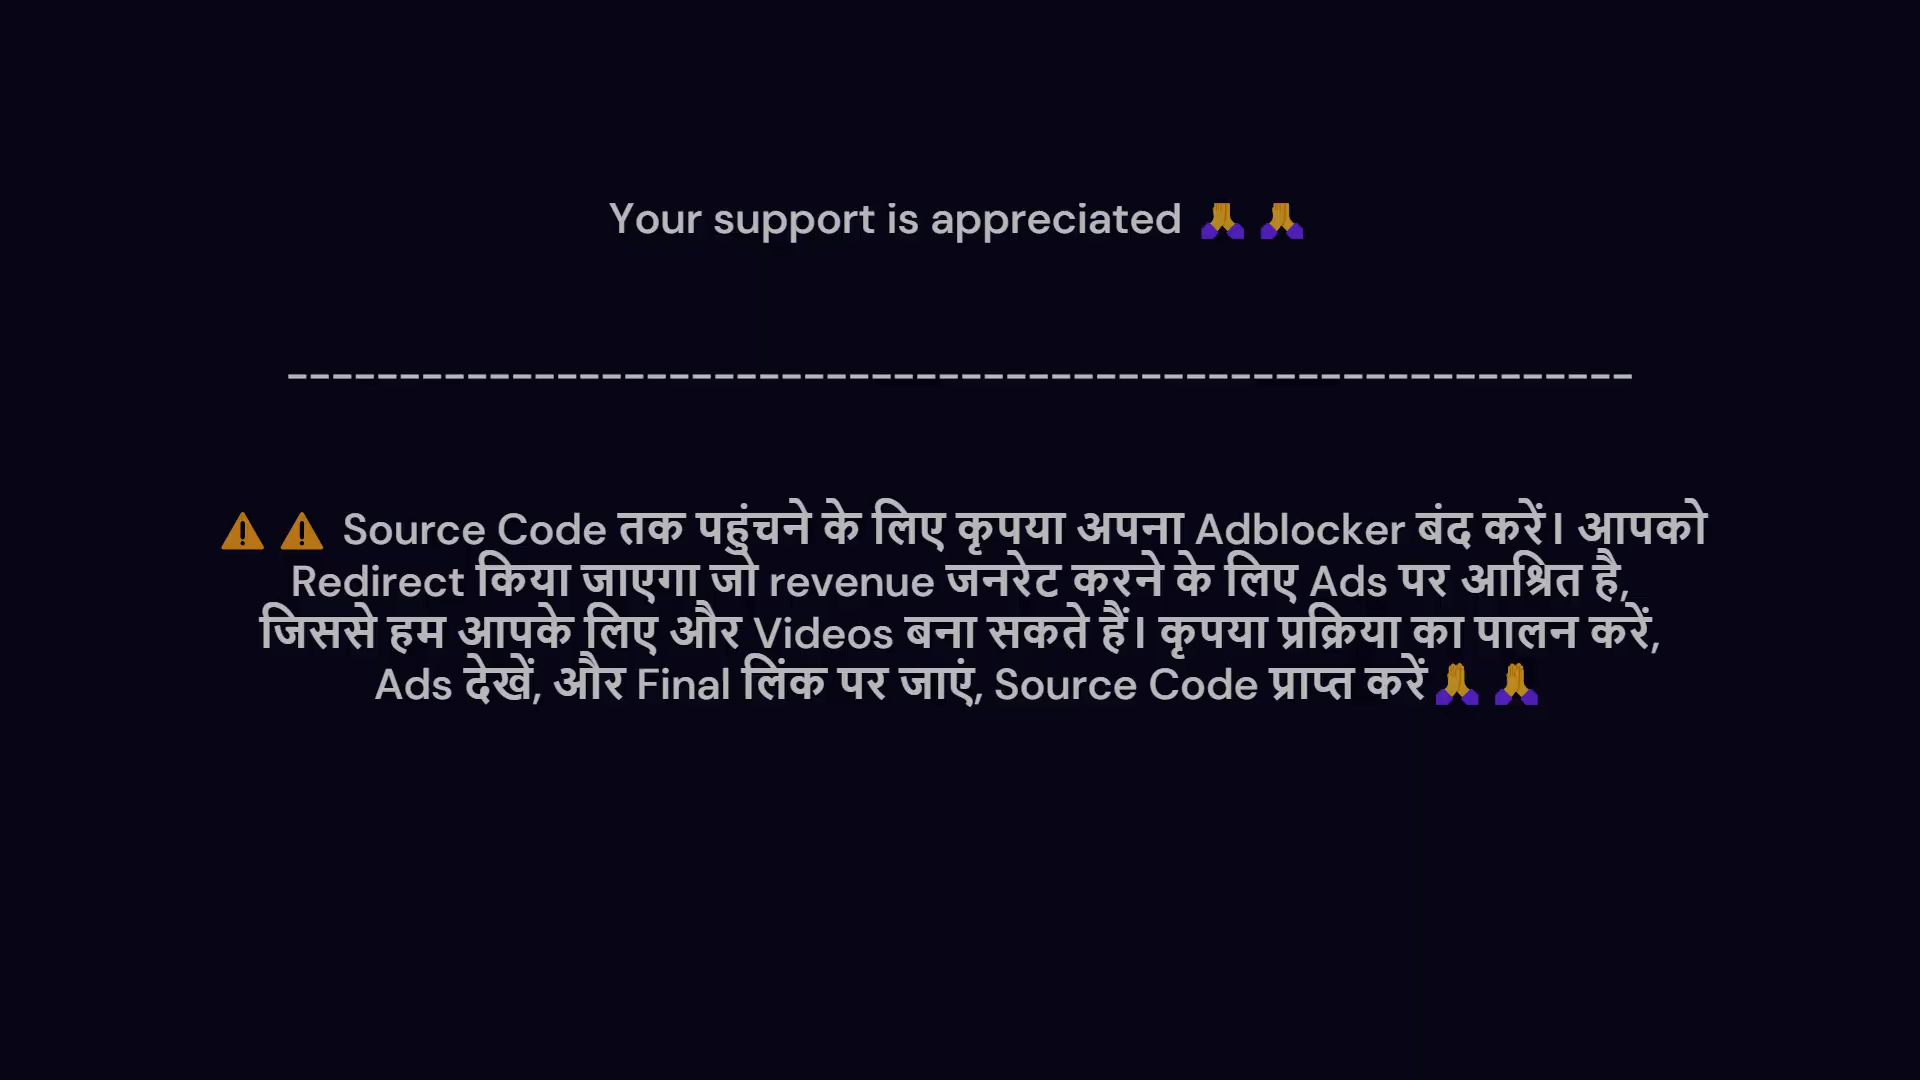 Your support is appreciated 🙏 🙏
------------------------------------------------------------
⚠️ ⚠️ Source Code तक पहुंचने के लिए कृपया अपना Adblocker बंद करें। आपको
Redirect किया जाएगा जो revenue जनरेट करने के लिए Ads पर आश्रित है,
जिससे हम आपके लिए और Videos बना सकते हैं। कृपया प्रक्रिया का पालन करें,
Ads देखें, और Final लिंक पर जाएं, Source Code प्राप्त करें🙏 🙏